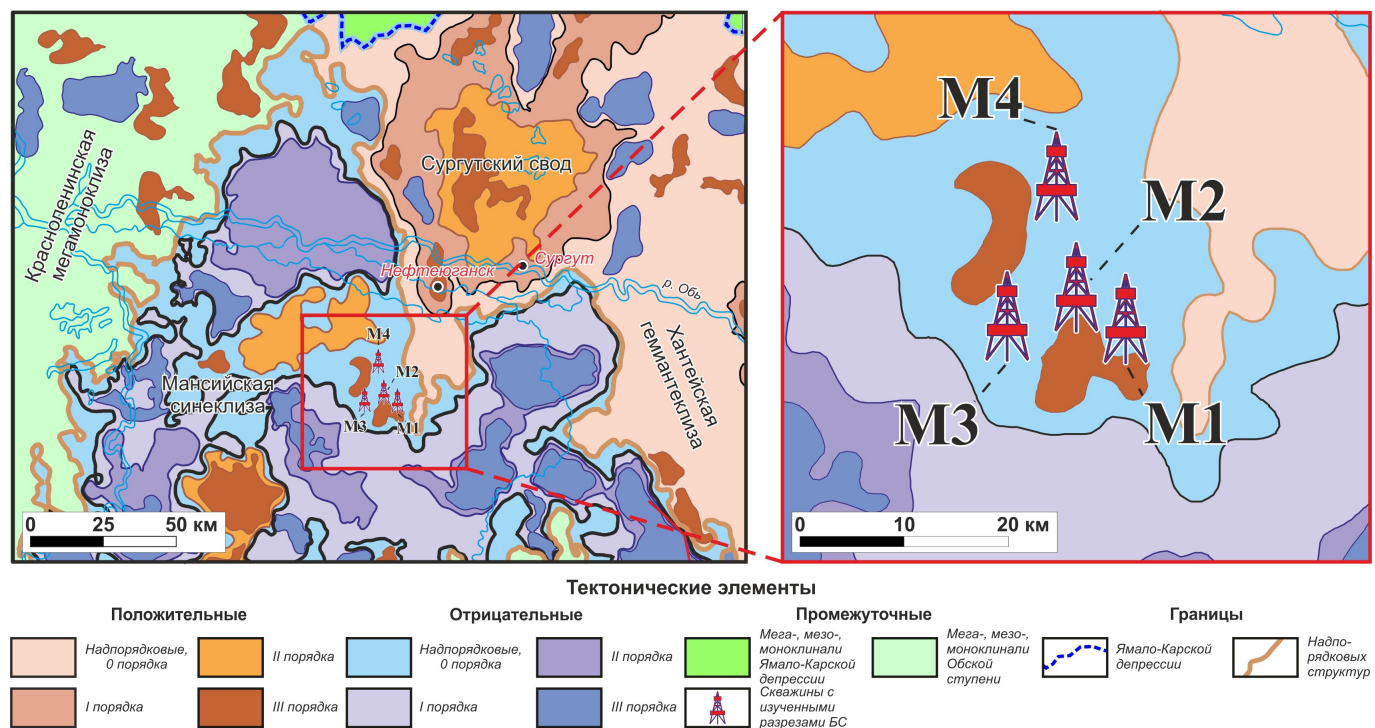 Красноленинская
мегамоноклиза
Сургутский свод
Нефтеюганск
Сургут
р. Обь
Хантейская
гемиантеклиза
Мансийская
синеклиза
М4
М2
М3
М1
0 25 50 км
М4
М2
М3
М1
0 10 20 км
Тектонические элементы
Положительные
Отрицательные
Промежуточные
Границы
Надпорядковые,
0 порядка
II порядка
Надпорядковые,
0 порядка
II порядка
Мега-, мезо-,
моноклинали
Ямало-Карской
депрессии
Мега-, мезо-,
моноклинали
Обской
ступени
Ямало-Карской
депрессии
Надпо-
рядковых
структур
I порядка
III порядка
I порядка
III порядка
Скважины с
изученными
разрезами БС